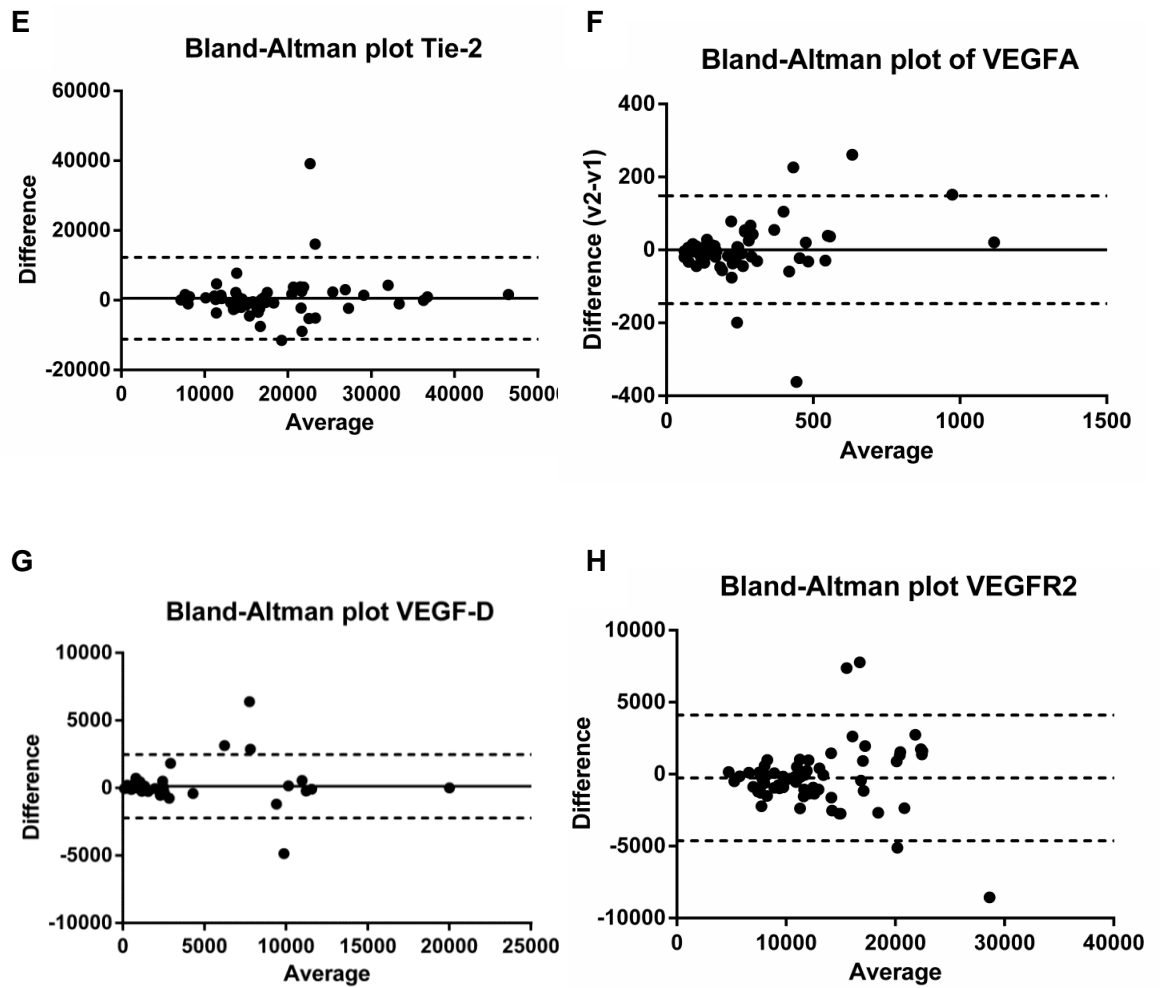 E
Bland-Altman plot Tie-2
Difference
60000
40000
20000
0
-20000
0 10000 20000 30000 40000 50000
Average
F
Bland-Altman plot of VEGFA
Difference (v2-v1)
400
200
0
-200
-400
0 500 1000 1500
Average
G
Bland-Altman plot VEGF-D
Difference
10000
5000
0
-5000
-10000
0 5000 10000 15000 20000 25000
Average
H
Bland-Altman plot VEGFR2
Difference
10000
5000
0
-5000
-10000
0 10000 20000 30000 40000
Average